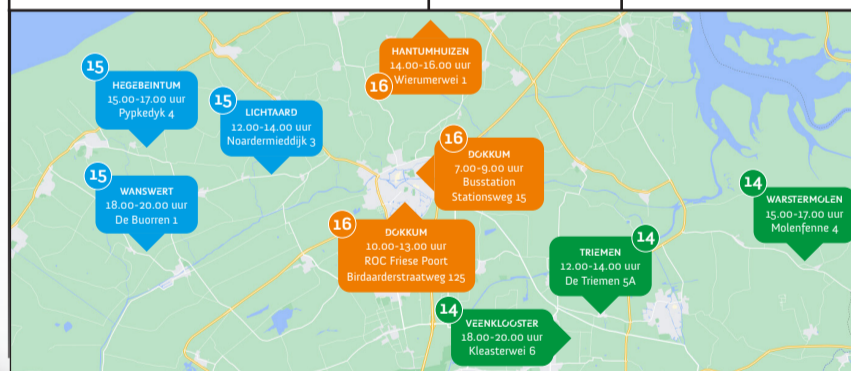 16
HANTUMHUIZEN
14.00-16.00 uur
Wierumerwei 1
15
HEGEBEINTUM
15.00-17.00 uur
Pypkedyk 4
15
LICHTAARD
12.00-14.00 uur
Noardermieddijk 3
16
DOKKUM
7.00-9.00 uur
Busstation
Stationsweg 15
15
WANSWERT
18.00-20.00 uur
De Buorren 1
14
WARSTERMOLEN
15.00-17.00 uur
Molenfenne 4
16
DOKKUM
10.00-13.00 uur
ROC Friese Poort
Birdaarderstraatweg 125
14
TRIEMEN
12.00-14.00 uur
De Triemen 5A
14
VEENKLOOSTER
18.00-20.00 uur
Kleasterwei 6